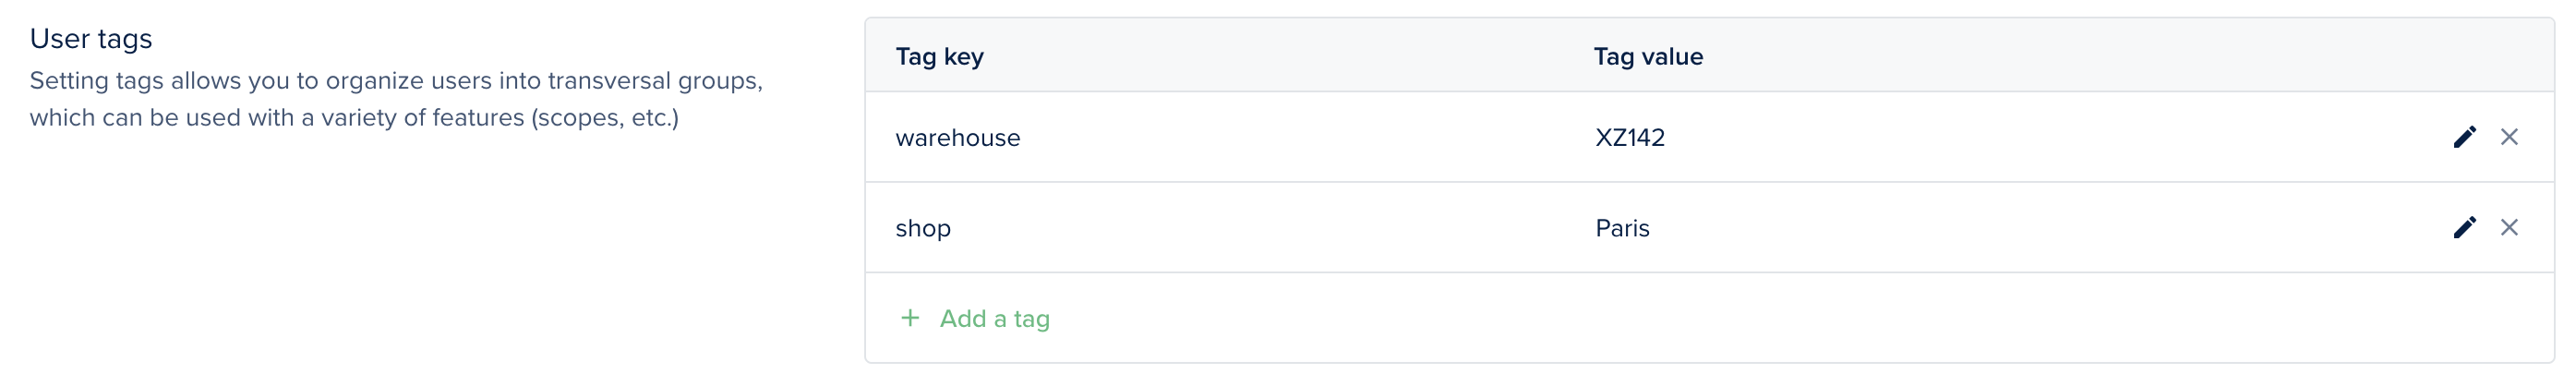 User tags
Setting tags allows you to organize users into transversal groups,
which can be used with a variety of features (scopes, etc.)
Tag key Tag value
warehouse XZ142
shop Paris
+ Add a tag